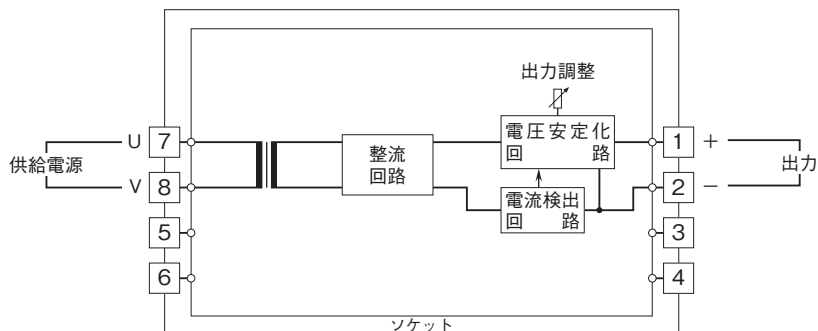 出力調整
電圧安定化
回路
整流
回路
電流検出
回路
供給電源
U 7
V 8
5
6
1 +
2 −
3
4
出力
ソケット